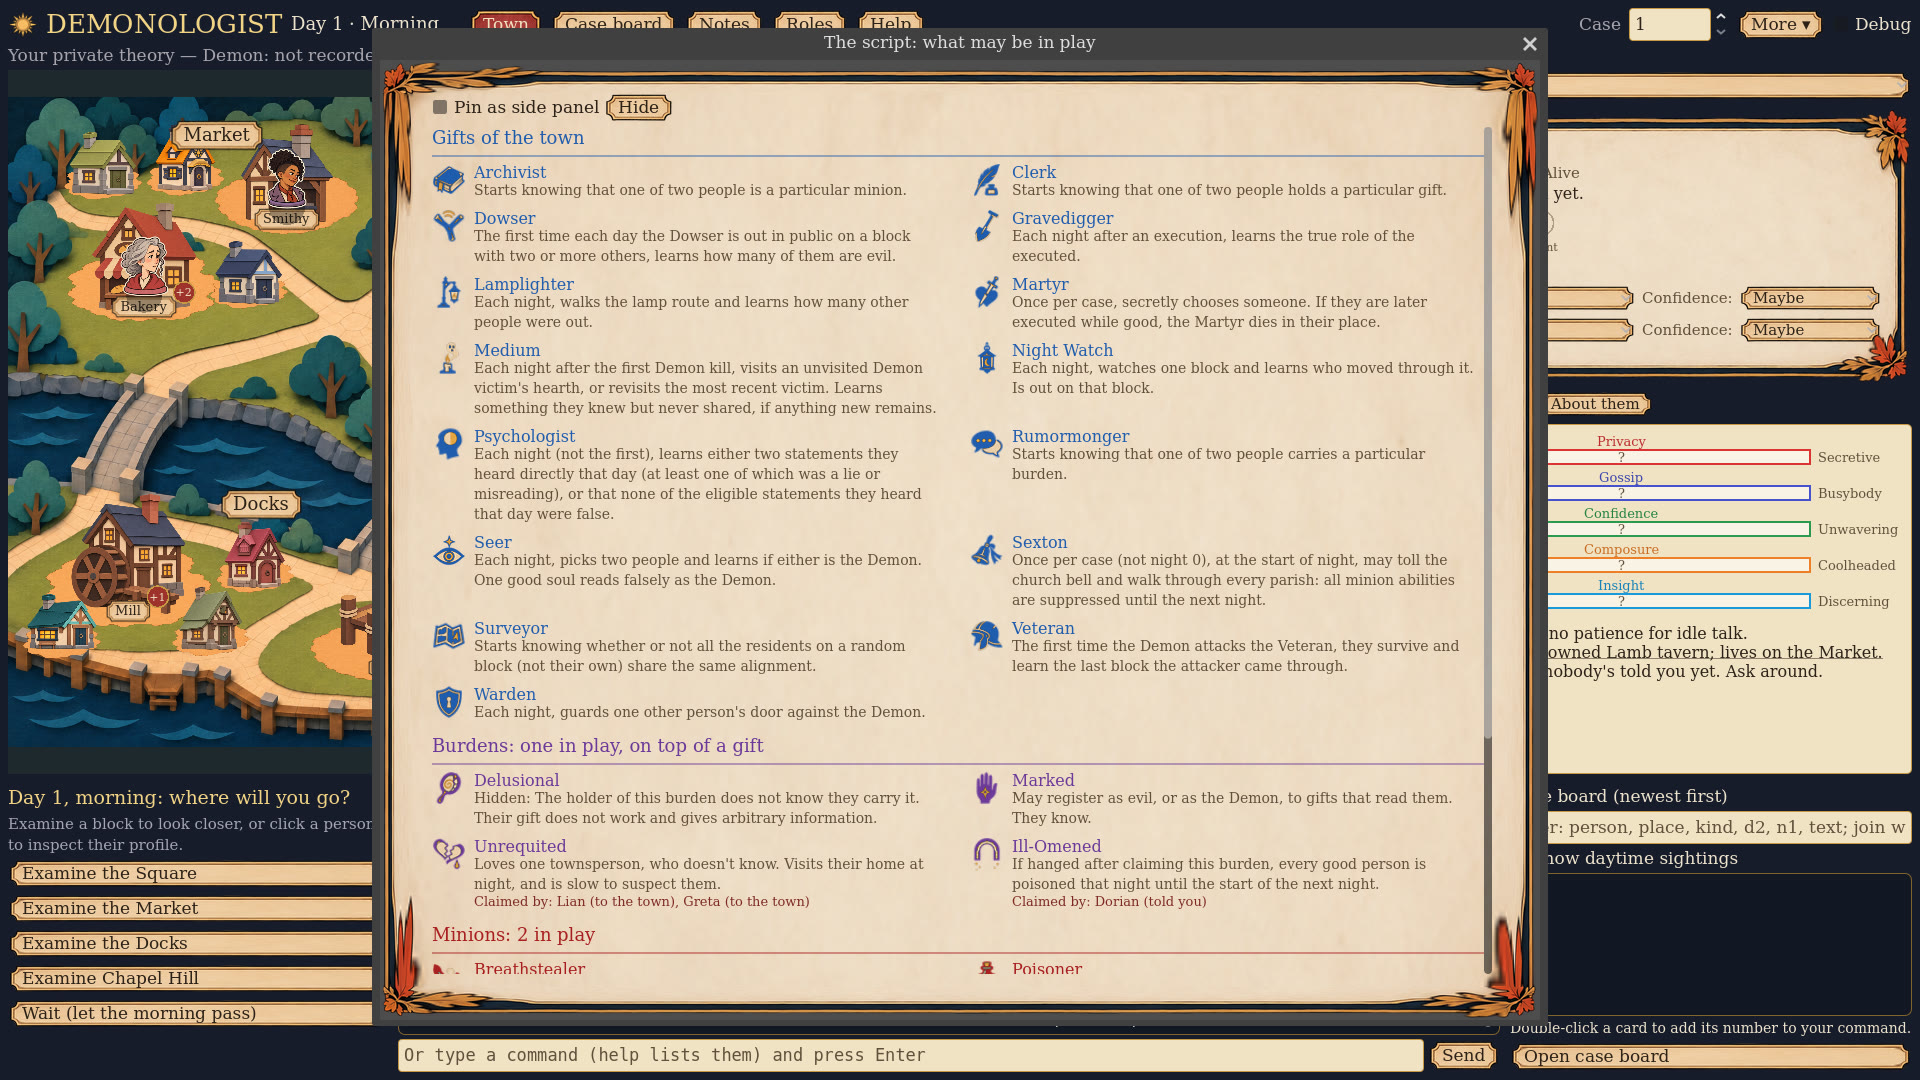 DEMONOLOGIST Day 1 · Morning
Town Case board Notes Roles Help
Case 1 More ▾ Debug
Your private theory — Demon: not recorde
The script: what may be in play
Pin as side panel Hide
Gifts of the town
Archivist
Starts knowing that one of two people is a particular minion.
Clerk
Starts knowing that one of two people holds a particular gift.
Dowser
The first time each day the Dowser is out in public on a block
with two or more others, learns how many of them are evil.
Gravedigger
Each night after an execution, learns the true role of the
executed.
Lamplighter
Each night, walks the lamp route and learns how many other
people were out.
Martyr
Once per case, secretly chooses someone. If they are later
executed while good, the Martyr dies in their place.
Medium
Each night after the first Demon kill, visits an unvisited Demon
victim's hearth, or revisits the most recent victim. Learns
something they knew but never shared, if anything new remains.
Night Watch
Each night, watches one block and learns who moved through it.
Is out on that block.
Psychologist
Each night (not the first), learns either two statements they
heard directly that day (at least one of which was a lie or
misreading), or that none of the eligible statements they heard
that day were false.
Rumormonger
Starts knowing that one of two people carries a particular
burden.
Seer
Each night, picks two people and learns if either is the Demon.
One good soul reads falsely as the Demon.
Sexton
Once per case (not night 0), at the start of night, may toll the
church bell and walk through every parish: all minion abilities
are suppressed until the next night.
Surveyor
Starts knowing whether or not all the residents on a random
block (not their own) share the same alignment.
Veteran
The first time the Demon attacks the Veteran, they survive and
learn the last block the attacker came through.
Warden
Each night, guards one other person's door against the Demon.
Burdens: one in play, on top of a gift
Delusional
Hidden: The holder of this burden does not know they carry it.
Their gift does not work and gives arbitrary information.
Marked
May register as evil, or as the Demon, to gifts that read them.
They know.
Unrequited
Loves one townsperson, who doesn't know. Visits their home at
night, and is slow to suspect them.
Claimed by: Lian (to the town), Greta (to the town)
Ill-Omened
If hanged after claiming this burden, every good person is
poisoned that night until the start of the next night.
Claimed by: Dorian (told you)
Minions: 2 in play
Breathstealer
Poisoner
Market
Smithy
Bakery
+2
Docks
Mill
+1
Day 1, morning: where will you go?
Examine a block to look closer, or click a person
to inspect their profile.
Examine the Square
Examine the Market
Examine the Docks
Examine Chapel Hill
Wait (let the morning pass)
Or type a command (help lists them) and press Enter
Send
Alive
yet.
nt
Confidence: Maybe
Confidence: Maybe
About them
Privacy
? Secretive
Gossip
? Busybody
Confidence
? Unwavering
Composure
? Coolheaded
Insight
? Discerning
no patience for idle talk.
owned Lamb tavern; lives on the Market.
nobody's told you yet. Ask around.
e board (newest first)
er: person, place, kind, d2, n1, text; join w
how daytime sightings
Double-click a card to add its number to your command.
Open case board